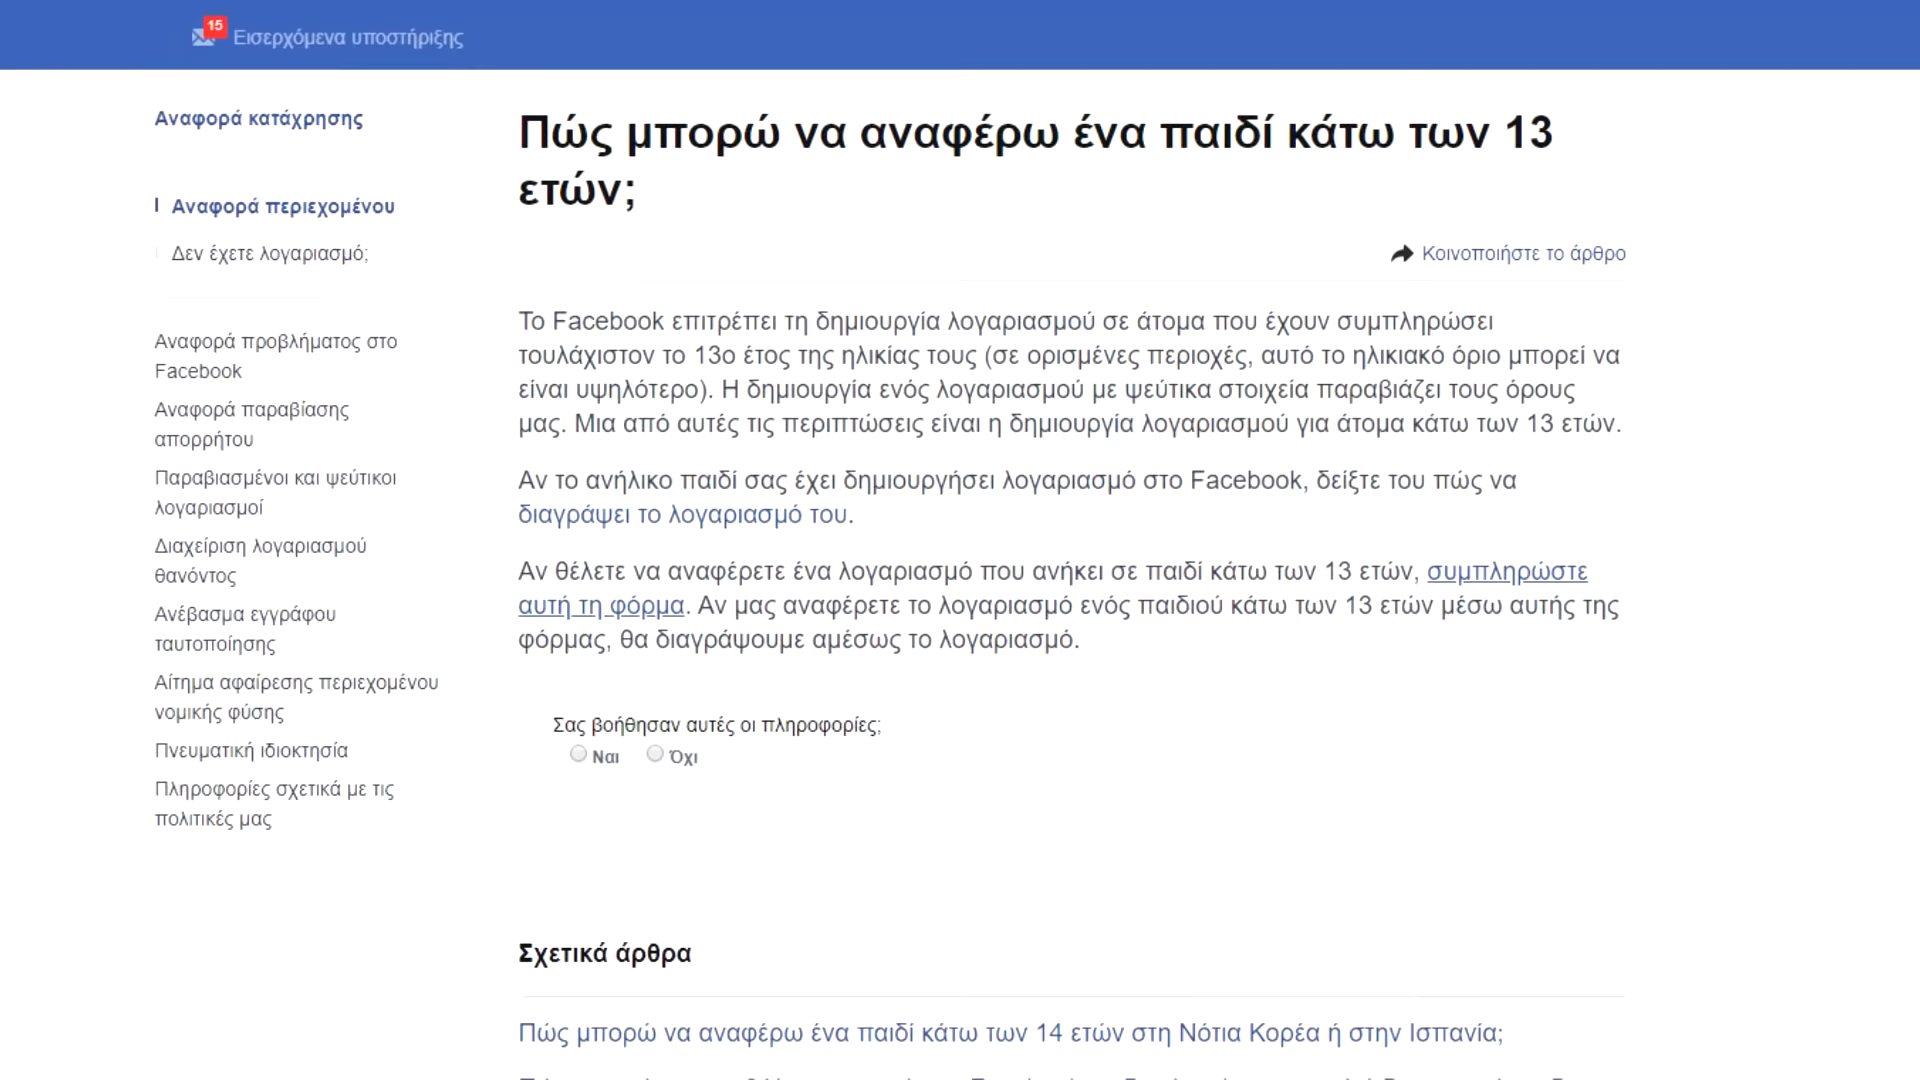 15
Εισερχόμενα υποστήριξης
Αναφορά κατάχρησης
Αναφορά περιεχομένου
Δεν έχετε λογαριασμό;
Αναφορά προβλήματος στο
Facebook
Αναφορά παραβίασης
απορρήτου
Παραβιασμένοι και ψεύτικοι
λογαριασμοί
Διαχείριση λογαριασμού
θανόντος
Ανέβασμα εγγράφου
ταυτοποίησης
Αίτημα αφαίρεσης περιεχομένου
νομικής φύσης
Πνευματική ιδιοκτησία
Πληροφορίες σχετικά με τις
πολιτικές μας
Πώς μπορώ να αναφέρω ένα παιδί κάτω των 13
ετών;
Κοινοποιήστε το άρθρο
Το Facebook επιτρέπει τη δημιουργία λογαριασμού σε άτομα που έχουν συμπληρώσει
τουλάχιστον το 13ο έτος της ηλικίας τους (σε ορισμένες περιοχές, αυτό το ηλικιακό όριο μπορεί να
είναι υψηλότερο). Η δημιουργία ενός λογαριασμού με ψεύτικα στοιχεία παραβιάζει τους όρους
μας. Μια από αυτές τις περιπτώσεις είναι η δημιουργία λογαριασμού για άτομα κάτω των 13 ετών.
Αν το ανήλικο παιδί σας έχει δημιουργήσει λογαριασμό στο Facebook, δείξτε του πώς να
διαγράψει το λογαριασμό του.
Αν θέλετε να αναφέρετε ένα λογαριασμό που ανήκει σε παιδί κάτω των 13 ετών, συμπληρώστε
αυτή τη φόρμα. Αν μας αναφέρετε το λογαριασμό ενός παιδιού κάτω των 13 ετών μέσω αυτής της
φόρμας, θα διαγράψουμε αμέσως το λογαριασμό.
Σας βοήθησαν αυτές οι πληροφορίες;
Ναι Όχι
Σχετικά άρθρα
Πώς μπορώ να αναφέρω ένα παιδί κάτω των 14 ετών στη Νότια Κορέα ή στην Ισπανία;